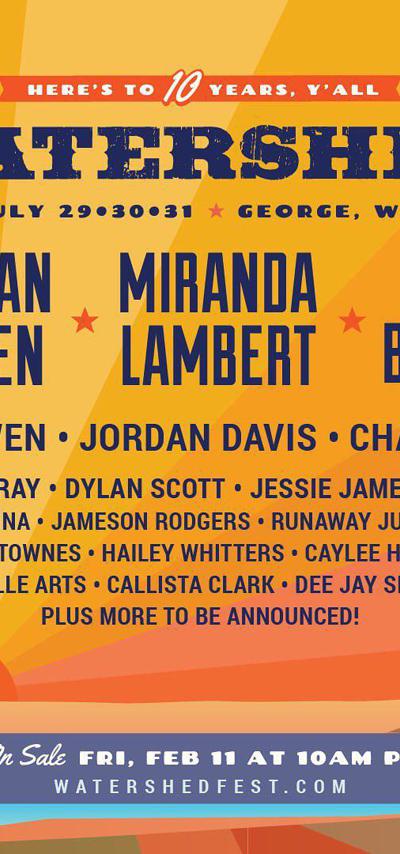 HERE'S TO 10 YEARS, Y'ALL
ATERSH
ULY 29•30•31 ★ GEORGE, W
AN ★ MIRANDA ★
EN LAMBERT B
VEN • JORDAN DAVIS • CHA
RAY • DYLAN SCOTT • JESSIE JAME
NA • JAMESON RODGERS • RUNAWAY JU
TOWNES • HAILEY WHITTERS • CAYLEE H
LLE ARTS • CALLISTA CLARK • DEE JAY S
PLUS MORE TO BE ANNOUNCED!
On Sale FRI, FEB 11 AT 10AM P
WATERSHEDFEST.COM